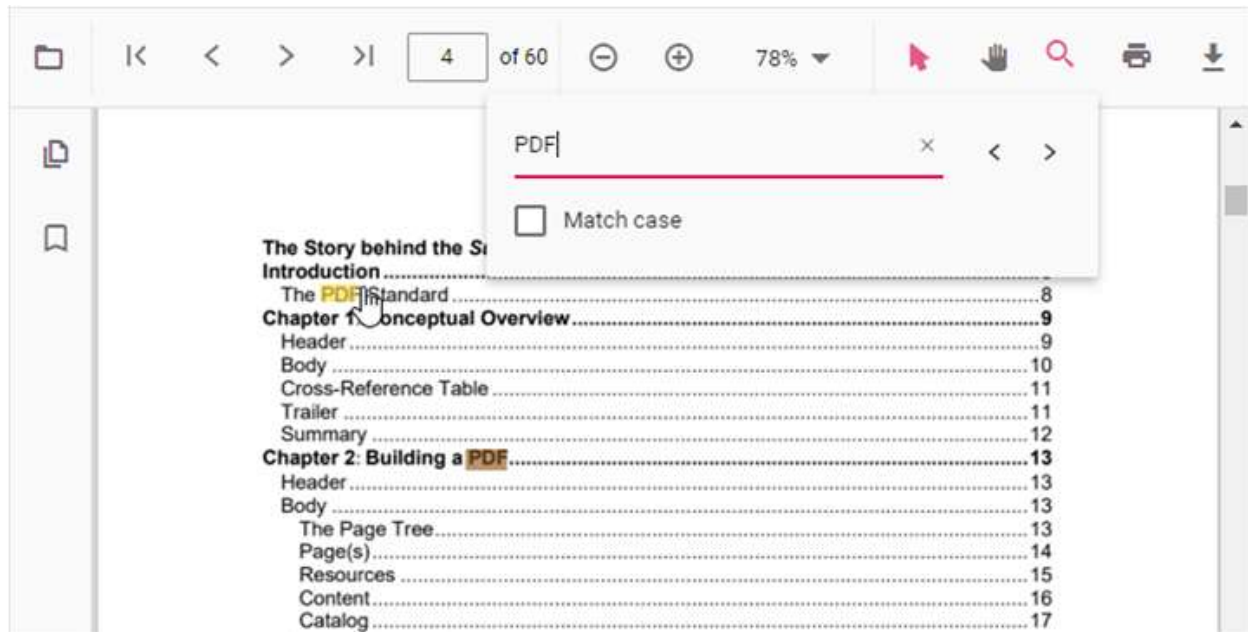 4 of 60 78%
PDF
Match case
The Story behind the
Introduction
The PDF Standard 8
Chapter 1 Conceptual Overview 9
Header 9
Body 10
Cross-Reference Table 11
Trailer 11
Summary 12
Chapter 2: Building a PDF 13
Header 13
Body 13
The Page Tree 13
Page(s) 14
Resources 15
Content 16
Catalog 17